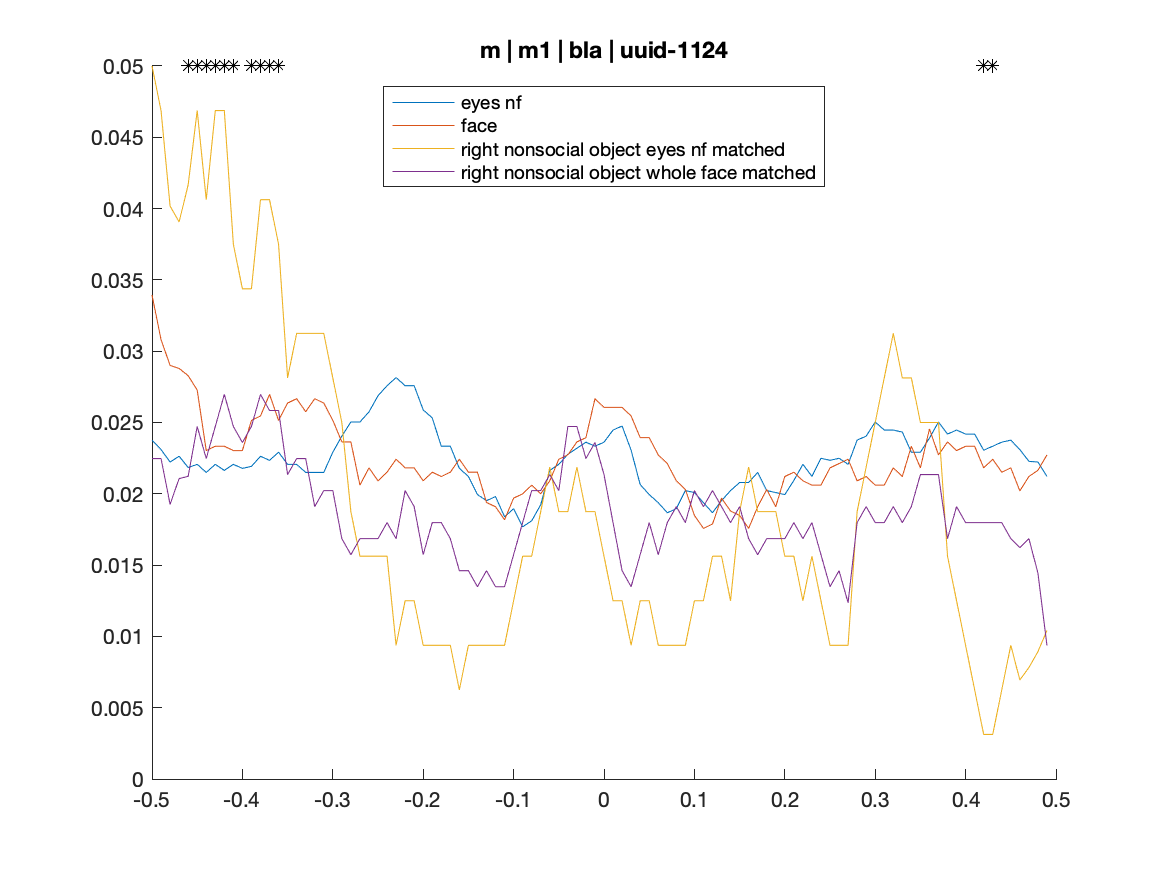 m | m1 | bla | uuid-1124
eyes nf
face
right nonsocial object eyes nf matched
right nonsocial object whole face matched
0.05
0.045
0.04
0.035
0.03
0.025
0.02
0.015
0.01
0.005
0
-0.5 -0.4 -0.3 -0.2 -0.1 0 0.1 0.2 0.3 0.4 0.5